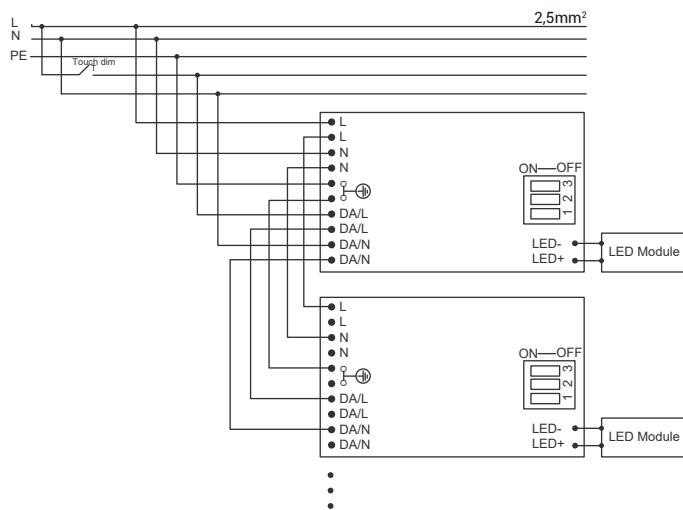 L
2,5mm²
N
PE
Touch dim
L
L
N
N
ON OFF
3
2
1
DA/L
DA/L
DA/N
DA/N
LED-
LED+
LED Module
L
L
N
N
ON OFF
3
2
1
DA/L
DA/L
DA/N
DA/N
LED-
LED+
LED Module